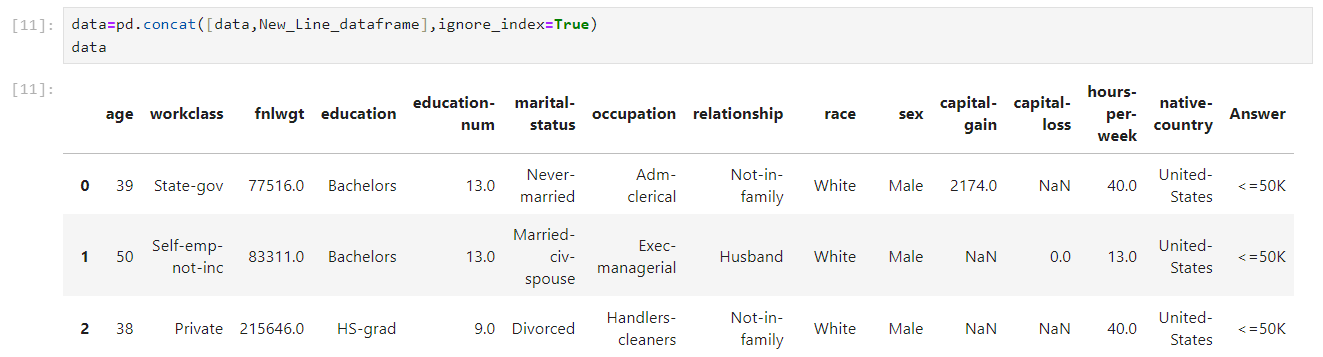 [11]: data=pd.concat([data,New_Line_dataframe],ignore_index=True)
data
[11]:
age workclass fnlwgt education education-num marital-status occupation relationship race sex capital-gain capital-loss hours-per-week native-country Answer
0 39 State-gov 77516.0 Bachelors 13.0 Never-married Adm-clerical Not-in-family White Male 2174.0 NaN 40.0 United-States <=50K
1 50 Self-emp-not-inc 83311.0 Bachelors 13.0 Married-civ-spouse Exec-managerial Husband White Male NaN 0.0 13.0 United-States <=50K
2 38 Private 215646.0 HS-grad 9.0 Divorced Handlers-cleaners Not-in-family White Male NaN NaN 40.0 United-States <=50K